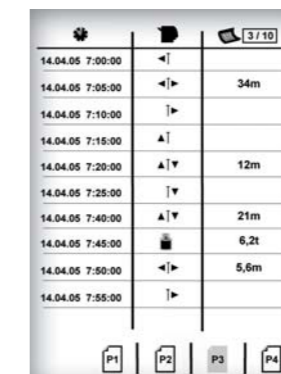 3 / 10
14.04.05 7:00:00
14.04.05 7:05:00 34m
14.04.05 7:10:00
14.04.05 7:15:00
14.04.05 7:20:00 12m
14.04.05 7:25:00
14.04.05 7:40:00 21m
14.04.05 7:45:00 6,2t
14.04.05 7:50:00 5,6m
14.04.05 7:55:00
P1 P2 P3 P4